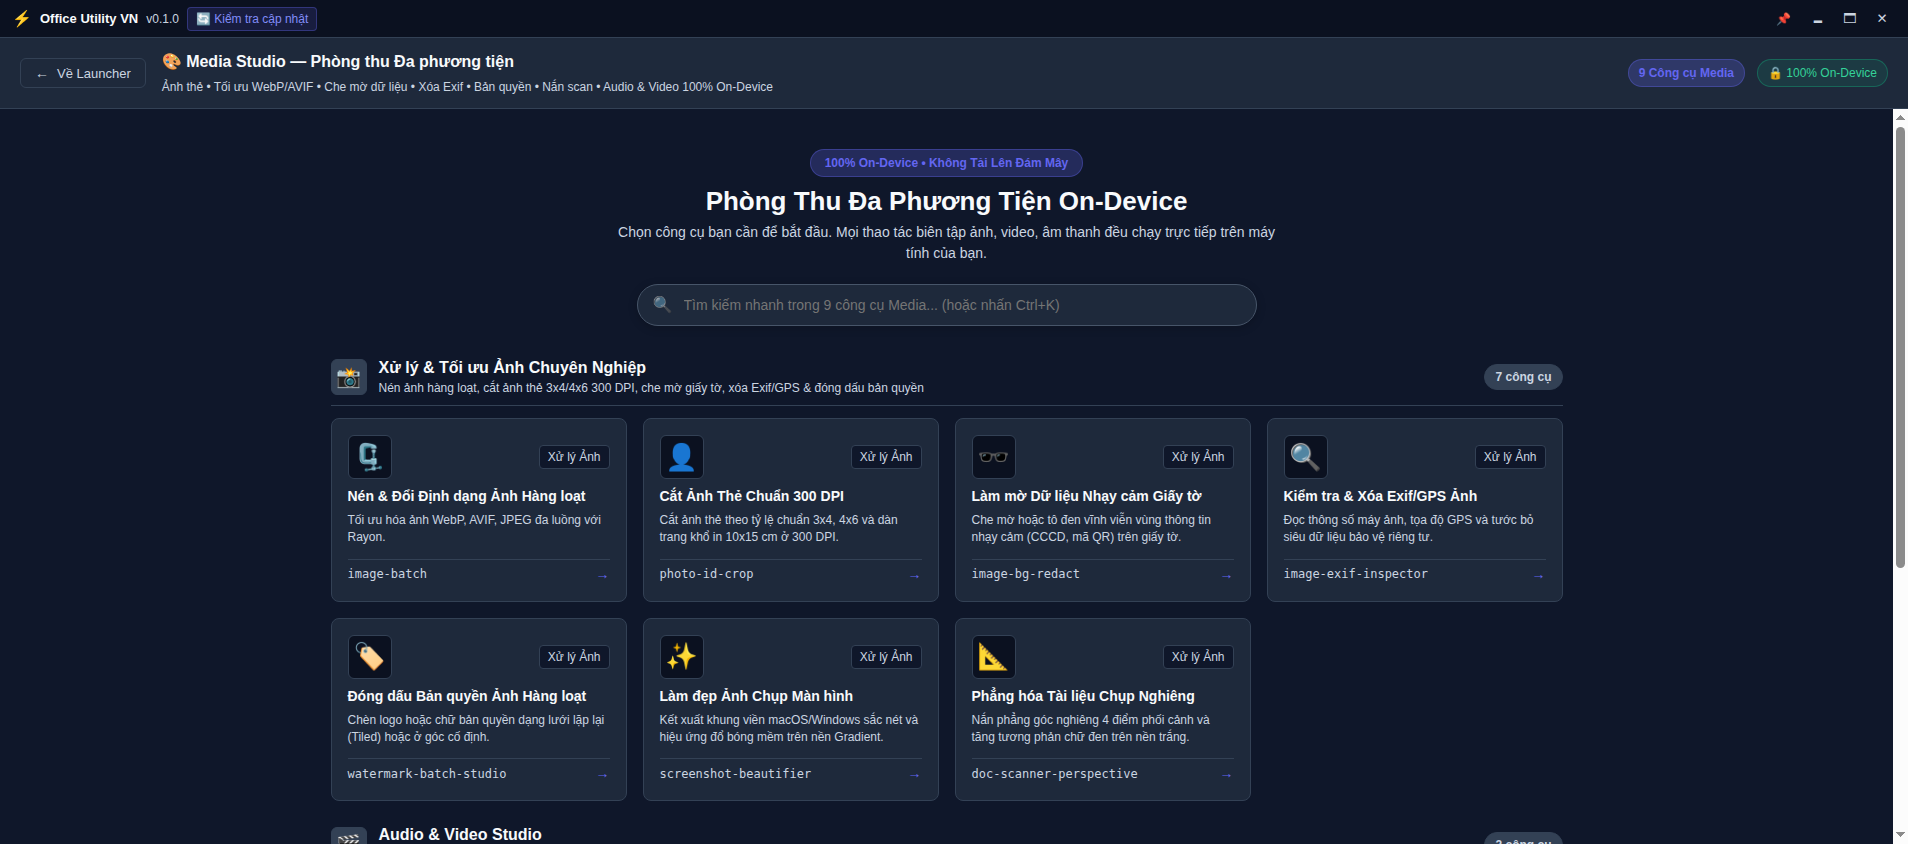 Office Utility VN v0.1.0 Kiểm tra cập nhật
← Về Launcher
Media Studio — Phòng thu Đa phương tiện
Ảnh thẻ • Tối ưu WebP/AVIF • Che mờ dữ liệu • Xóa Exif • Bản quyền • Nắn scan • Audio & Video 100% On-Device
9 Công cụ Media
100% On-Device
100% On-Device • Không Tải Lên Đám Mây
Phòng Thu Đa Phương Tiện On-Device
Chọn công cụ bạn cần để bắt đầu. Mọi thao tác biên tập ảnh, video, âm thanh đều chạy trực tiếp trên máy
tính của bạn.
Tìm kiếm nhanh trong 9 công cụ Media... (hoặc nhấn Ctrl+K)
Xử lý & Tối ưu Ảnh Chuyên Nghiệp
Nén ảnh hàng loạt, cắt ảnh thẻ 3x4/4x6 300 DPI, che mờ giấy tờ, xóa Exif/GPS & đóng dấu bản quyền
7 công cụ
Xử lý Ảnh
Nén & Đổi Định dạng Ảnh Hàng loạt
Tối ưu hóa ảnh WebP, AVIF, JPEG đa luồng với
Rayon.
image-batch →
Xử lý Ảnh
Cắt Ảnh Thẻ Chuẩn 300 DPI
Cắt ảnh thẻ theo tỷ lệ chuẩn 3x4, 4x6 và dàn
trang khổ in 10x15 cm ở 300 DPI.
photo-id-crop →
Xử lý Ảnh
Làm mờ Dữ liệu Nhạy cảm Giấy tờ
Che mờ hoặc tô đen vĩnh viễn vùng thông tin
nhạy cảm (CCCD, mã QR) trên giấy tờ.
image-bg-redact →
Xử lý Ảnh
Kiểm tra & Xóa Exif/GPS Ảnh
Đọc thông số máy ảnh, tọa độ GPS và tước bỏ
siêu dữ liệu bảo vệ riêng tư.
image-exif-inspector →
Xử lý Ảnh
Đóng dấu Bản quyền Ảnh Hàng loạt
Chèn logo hoặc chữ bản quyền dạng lưới lặp lại
(Tiled) hoặc ở góc cố định.
watermark-batch-studio →
Xử lý Ảnh
Làm đẹp Ảnh Chụp Màn hình
Kết xuất khung viền macOS/Windows sắc nét và
hiệu ứng đổ bóng mềm trên nền Gradient.
screenshot-beautifier →
Xử lý Ảnh
Phẳng hóa Tài liệu Chụp Nghiêng
Nắn phẳng góc nghiêng 4 điểm phối cảnh và
tăng tương phản chữ đen trên nền trắng.
doc-scanner-perspective →
Audio & Video Studio